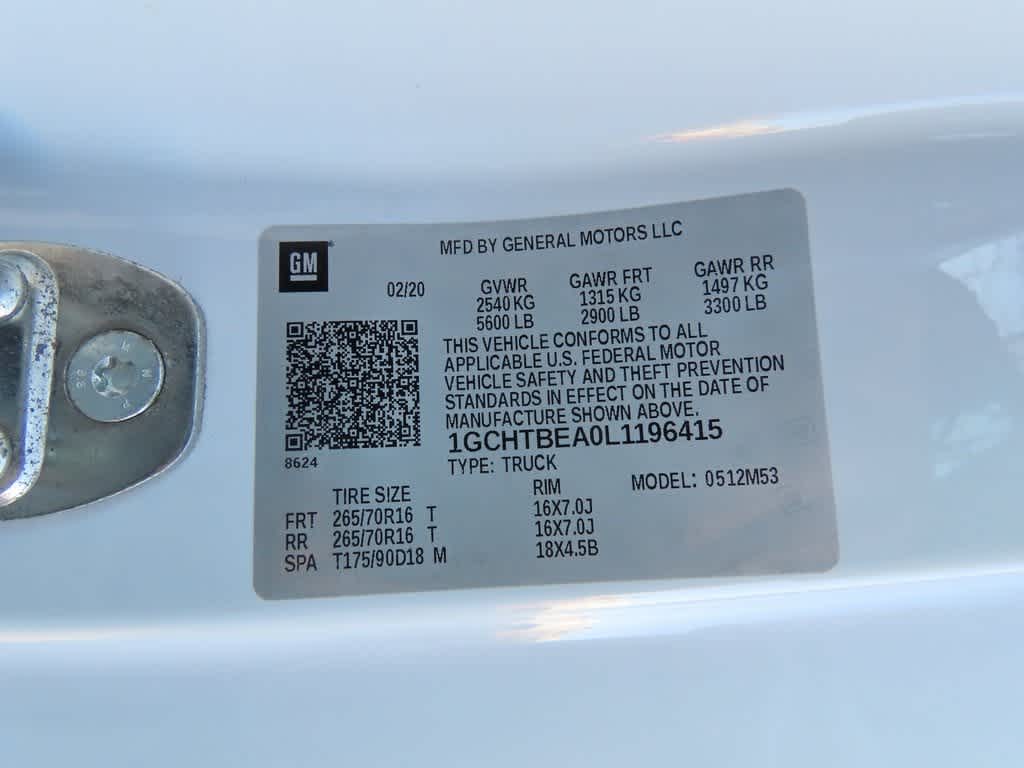 GM
MFD BY GENERAL MOTORS LLC
02/20 GVWR GAWR FRT GAWR RR
2540 KG 1315 KG 1497 KG
5600 LB 2900 LB 3300 LB
THIS VEHICLE CONFORMS TO ALL
APPLICABLE U.S. FEDERAL MOTOR
VEHICLE SAFETY AND THEFT PREVENTION
STANDARDS IN EFFECT ON THE DATE OF
MANUFACTURE SHOWN ABOVE.
1GCHTBEA0L1196415
8624 TYPE: TRUCK
MODEL: 0512M53
TIRE SIZE RIM
FRT 265/70R16 T 16X7.0J
RR 265/70R16 T 16X7.0J
SPA T175/90D18 M 18X4.5B